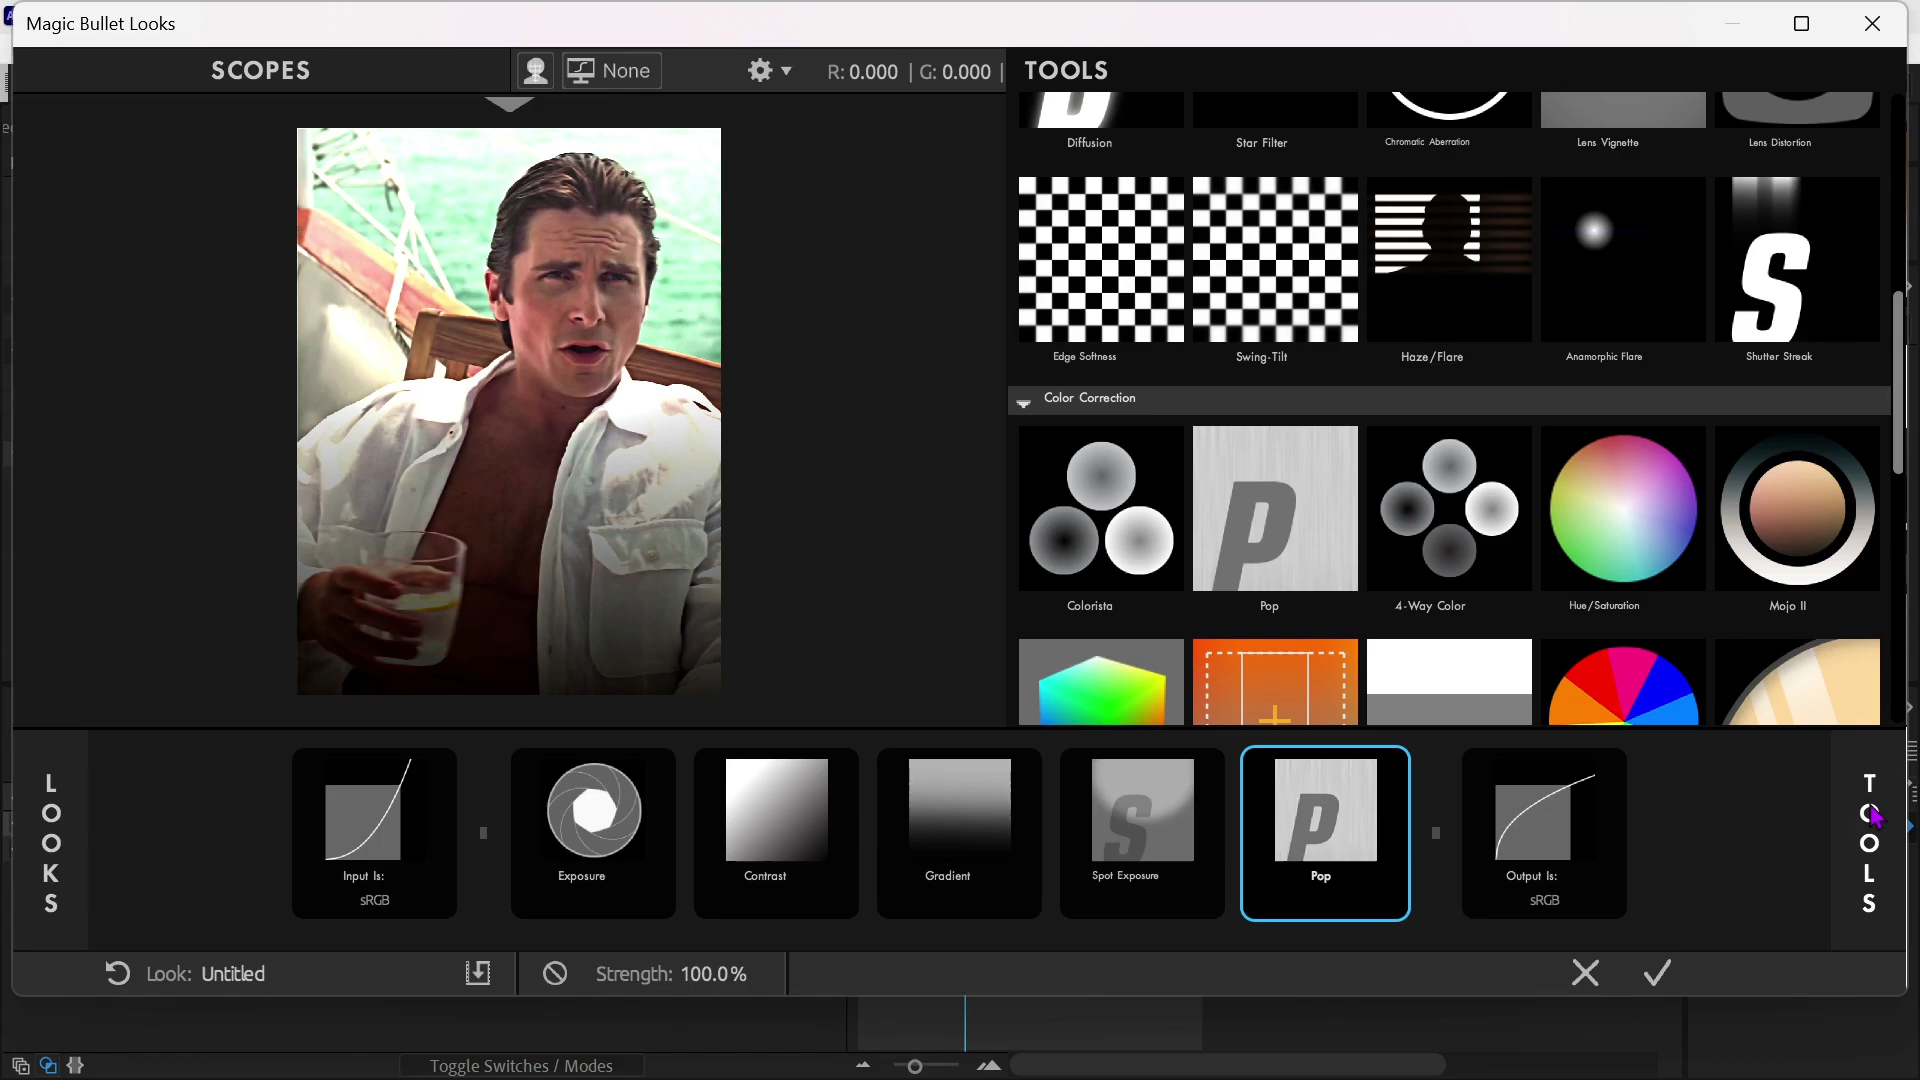 Magic Bullet Looks
SCOPES
None
R: 0.000 | G: 0.000 |
TOOLS
Diffusion
Star Filter
Chromatic Aberration
Lens Vignette
Lens Distortion
Edge Softness
Swing-Tilt
Haze/Flare
Anamorphic Flare
Shutter Streak
Color Correction
Colorista
Pop
4-Way Color
Hue/Saturation
Mojo II
LOOKS
Input Is:
sRGB
Exposure
Contrast
Gradient
Spot Exposure
Pop
Output Is:
sRGB
TOOLS
Look: Untitled
Strength: 100.0%
Toggle Switches / Modes